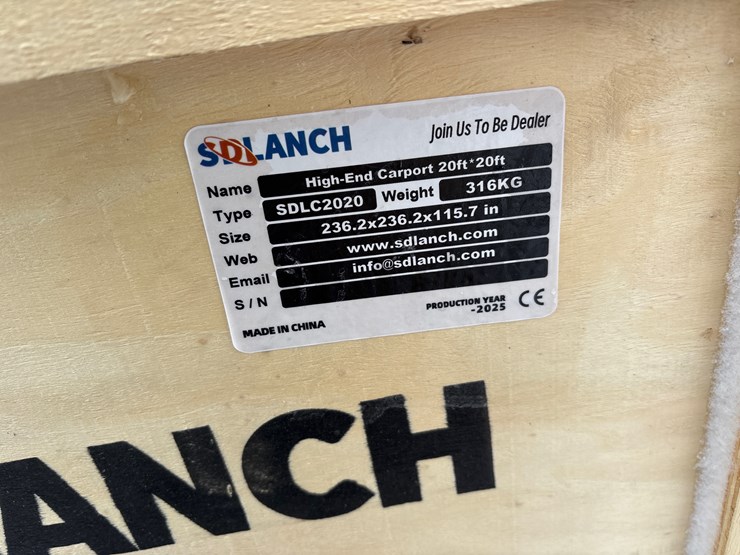 SDLANCH Join Us To Be Dealer
Name High-End Carport 20ft*20ft
Type SDLC2020 Weight 316KG
Size 236.2x236.2x115.7 in
Web www.sdlanch.com
Email info@sdlanch.com
S / N
MADE IN CHINA PRODUCTION YEAR -2025 CE
ANCH